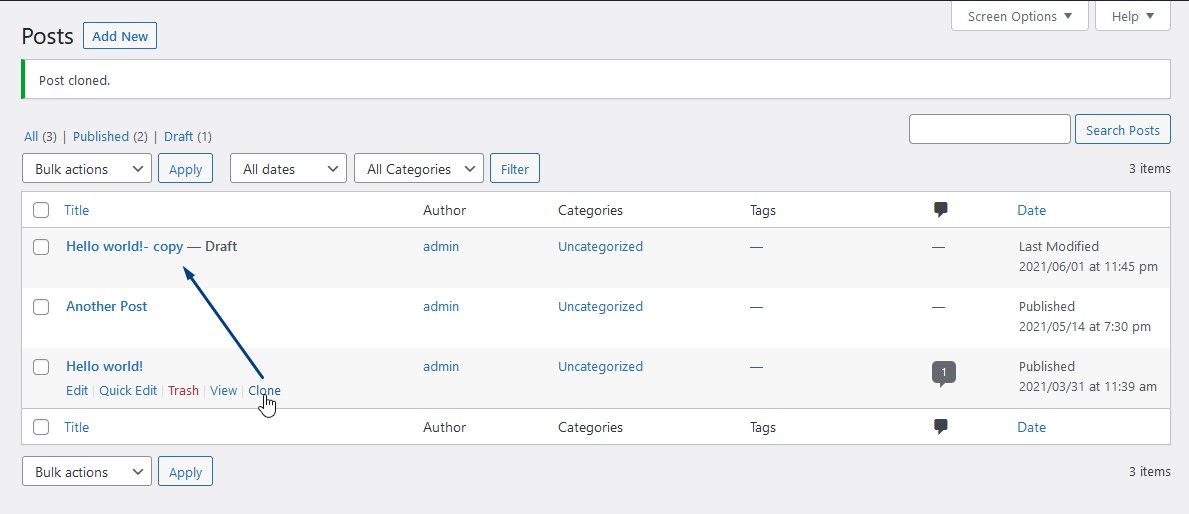 Screen Options ▼ Help ▼
Posts Add New
Post cloned.
All (3) | Published (2) | Draft (1)
Search Posts
Bulk actions Apply All dates All Categories Filter 3 items
Title Author Categories Tags Date
Hello world!- copy — Draft admin Uncategorized — — Last Modified
2021/06/01 at 11:45 pm
Another Post admin Uncategorized — — Published
2021/05/14 at 7:30 pm
Hello world! admin Uncategorized — 1 Published
Edit | Quick Edit | Trash | View | Clone 2021/03/31 at 11:39 am
Title Author Categories Tags Date
Bulk actions Apply 3 items